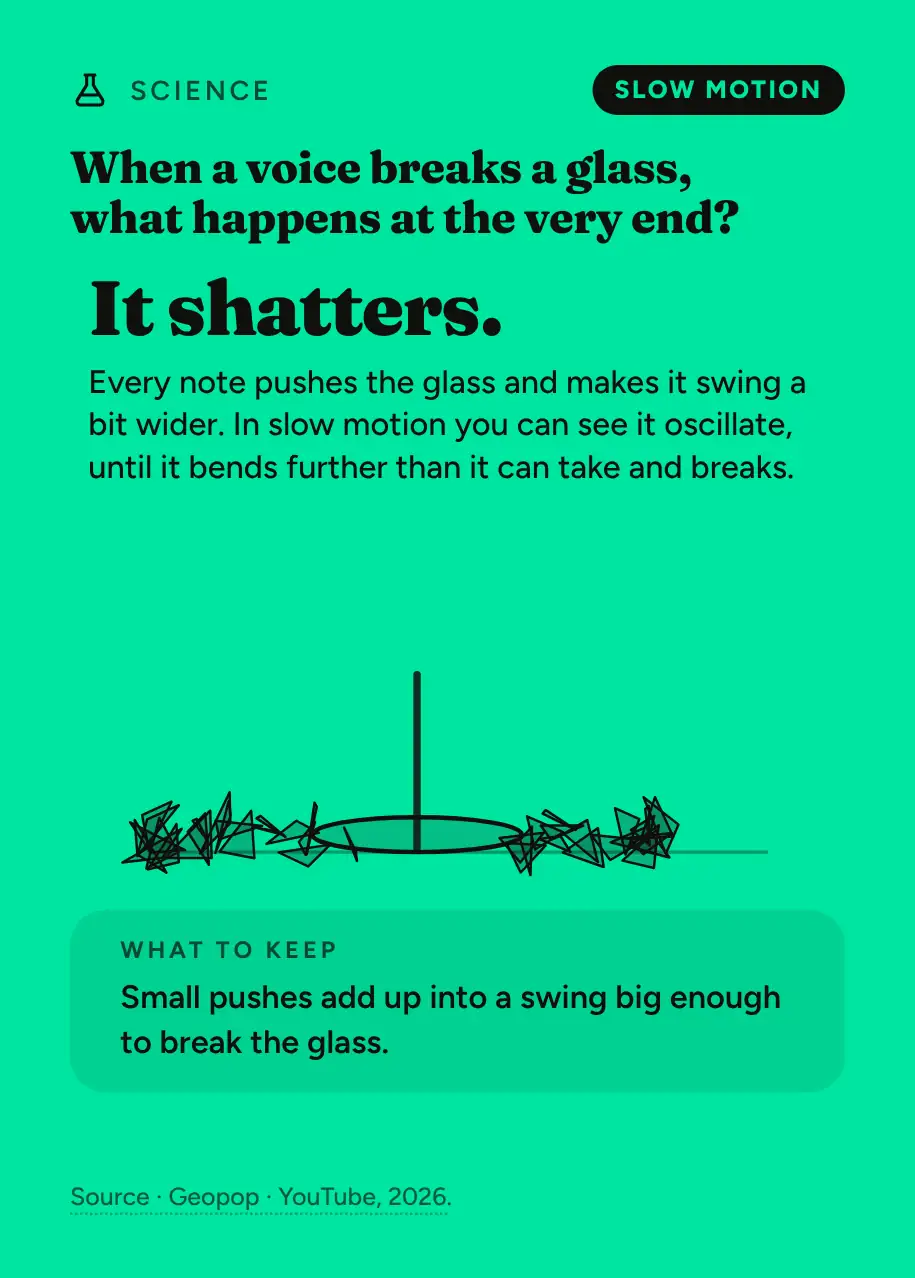 SCIENCE
SLOW MOTION
When a voice breaks a glass,
what happens at the very end?
It shatters.
Every note pushes the glass and makes it swing a
bit wider. In slow motion you can see it oscillate,
until it bends further than it can take and breaks.
WHAT TO KEEP
Small pushes add up into a swing big enough
to break the glass.
Source · Geopop · YouTube, 2026.